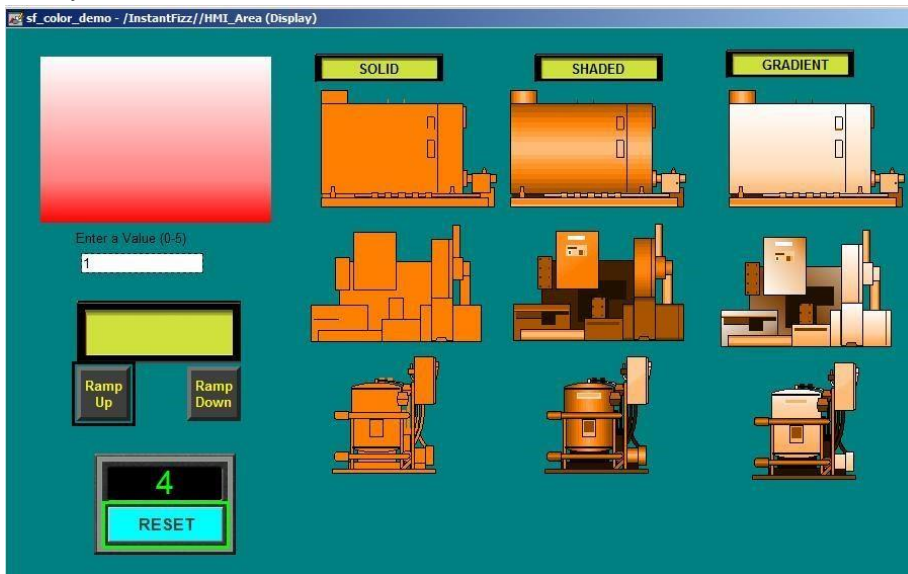 sf_color_demo - /InstantFizz//HMI_Area (Display)
SOLID
SHADED
GRADIENT
Enter a Value (0-5)
1
Ramp
Up
Ramp
Down
4
RESET